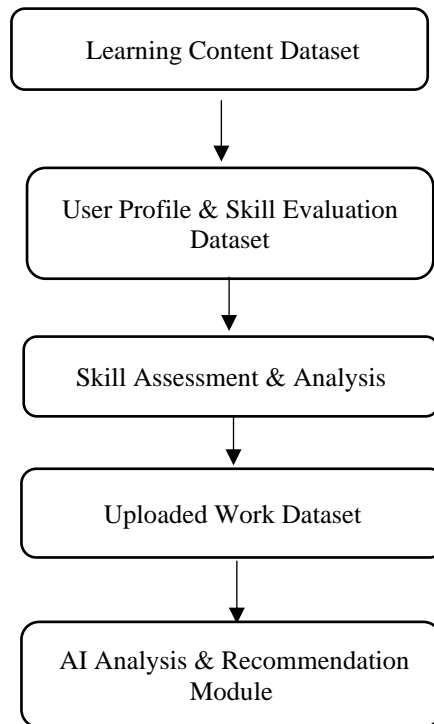 Learning Content Dataset
User Profile & Skill Evaluation
Dataset
Skill Assessment & Analysis
Uploaded Work Dataset
AI Analysis & Recommendation
Module